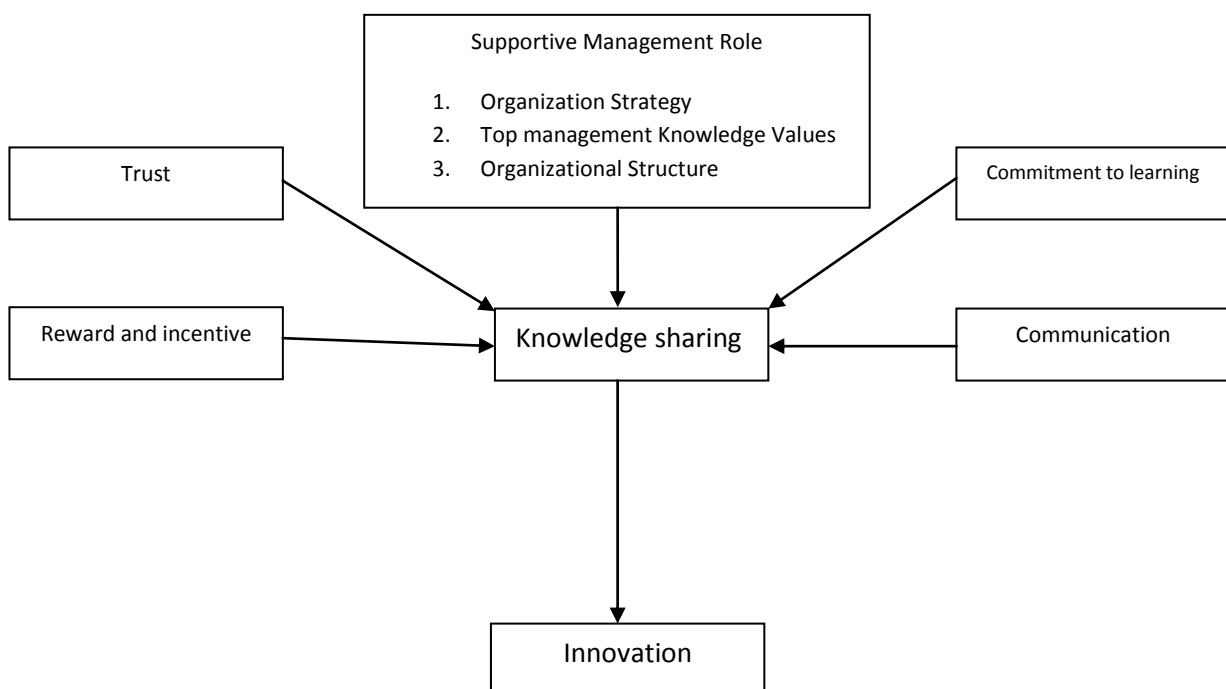 Supportive Management Role
1. Organization Strategy
2. Top management Knowledge Values
3. Organizational Structure
Trust
Commitment to learning
Reward and incentive
Knowledge sharing
Communication
Innovation